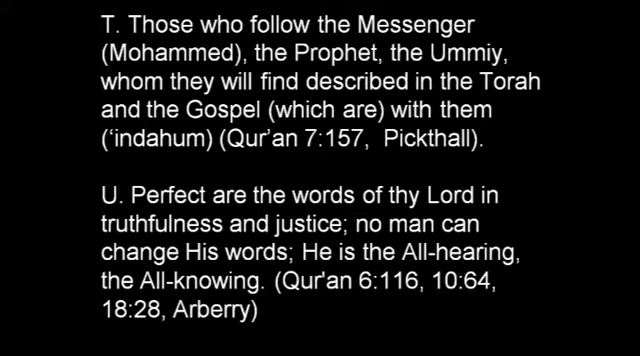 T. Those who follow the Messenger
(Mohammed), the Prophet, the Ummiy,
whom they will find described in the Torah
and the Gospel (which are) with them
(‘indahum) (Qur’an 7:157,  Pickthall).
U. Perfect are the words of thy Lord in
truthfulness and justice; no man can
change His words; He is the All-hearing,
the All-knowing. (Qur'an 6:116, 10:64,
18:28, Arberry)